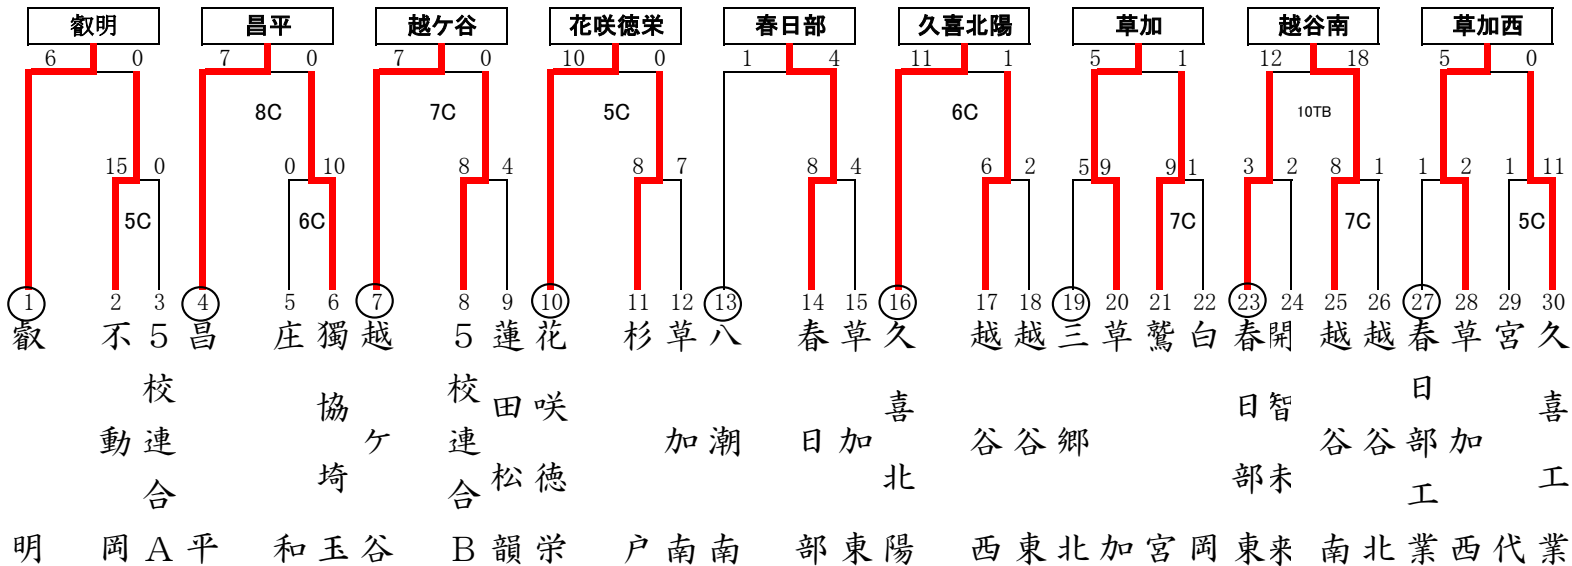 叡明 昌平 越ケ谷 花咲徳栄 春日部 久喜北陽 草加 越谷南 草加西
6 0 7 0 7 0 10 0 1 4 11 1 5 1 12 18 5 0
8C 7C 5C 6C 10TB
15 0 0 10 8 4 8 7 8 4 6 2 5 9 9 1 3 2 8 1 1 2 1 11
5C 6C 7C 7C 5C
1 2 3 4 5 6 7 8 9 10 11 12 13 14 15 16 17 18 19 20 21 22 23 24 25 26 27 28 29 30
叡明
不動岡
5校連合A
昌平
庄和
獨協埼玉
越ケ谷
5校連合B
蓮田松韻
花咲徳栄
杉戸
草加南
八潮南
春日部
草加東
久喜北陽
越谷西
越谷東
三郷北
草加
鷲宮
白岡
春日部東
開智未来
越谷南
越谷北
春日部工業
草加西
宮代
久喜工業